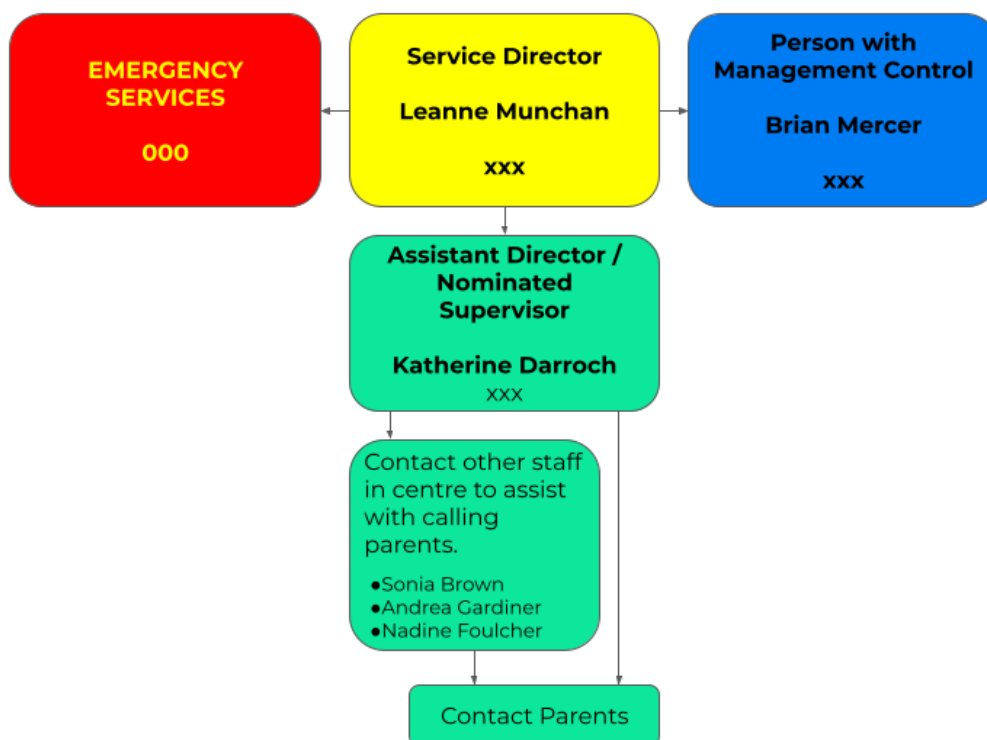 EMERGENCY
SERVICES
000
Service Director
Leanne Munchan
xxx
Person with
Management Control
Brian Mercer
xxx
Assistant Director /
Nominated
Supervisor
Katherine Darroch
xxx
Contact other staff
in centre to assist
with calling
parents.
●Sonia Brown
●Andrea Gardiner
●Nadine Foulcher
Contact Parents